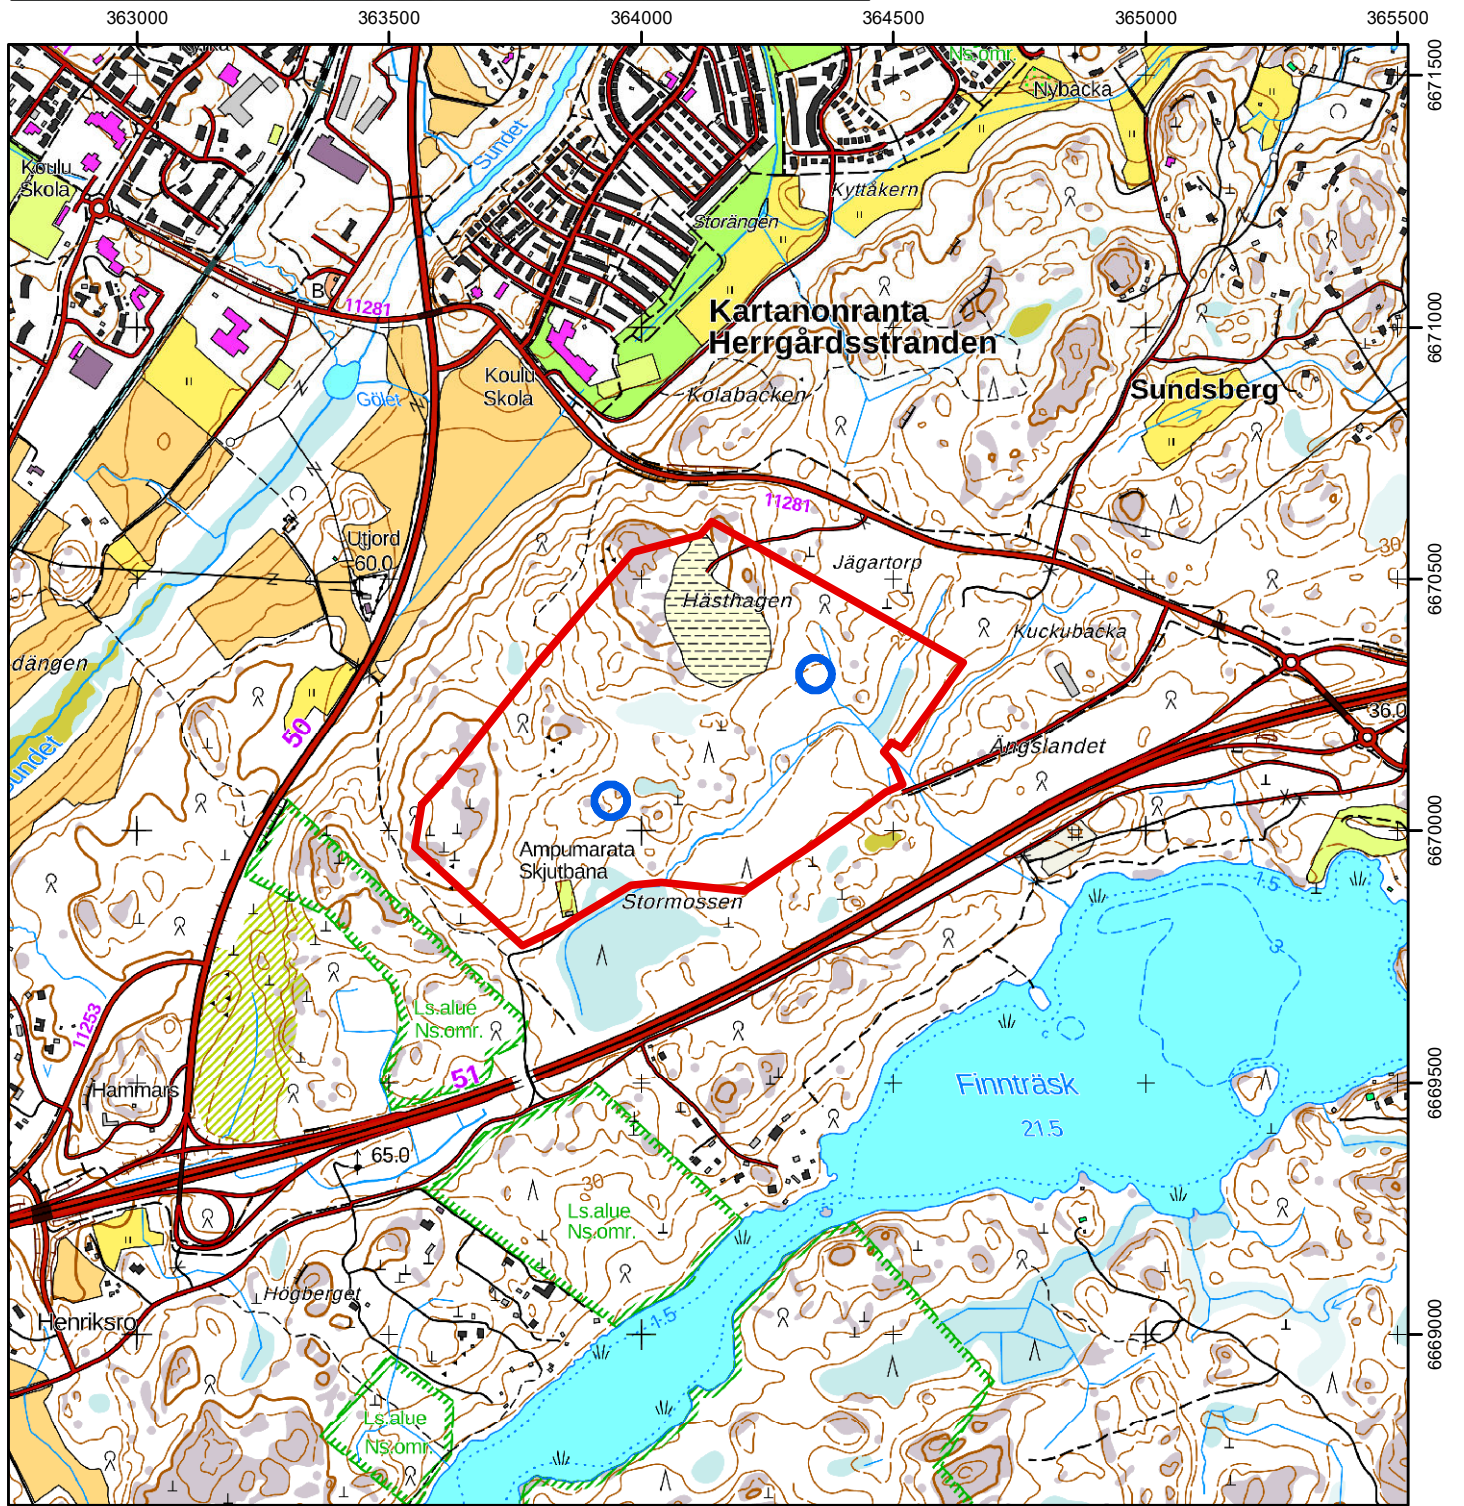 363000 363500 364000 364500 365000 365500
6671500
6671000
6670500
6670000
6669500
6669000
Ns.omr.
Nybacka
Sundet
Koulu
Skola
Kyttåkern
Storängen
B
11281
Kartanonranta
Herrgårdsstranden
Koulu
Skola
Gölet
Kolabacken
Sundsberg
11281
Utjord
60.0
Jägartorp
30
Hästhagen
Kuckubacka
dängen
50
Sundet
36.0
Ängslandet
Ampumarata
Skjutbana
Stormossen
1.5
3
Ls.alue
Ns.omr.
11253
51
Hammars
Finnträsk
21.5
65.0
30
Ls.alue
Ns.omr.
Högberget
Henriksro
1.5
Ls.alue
Ns.omr.